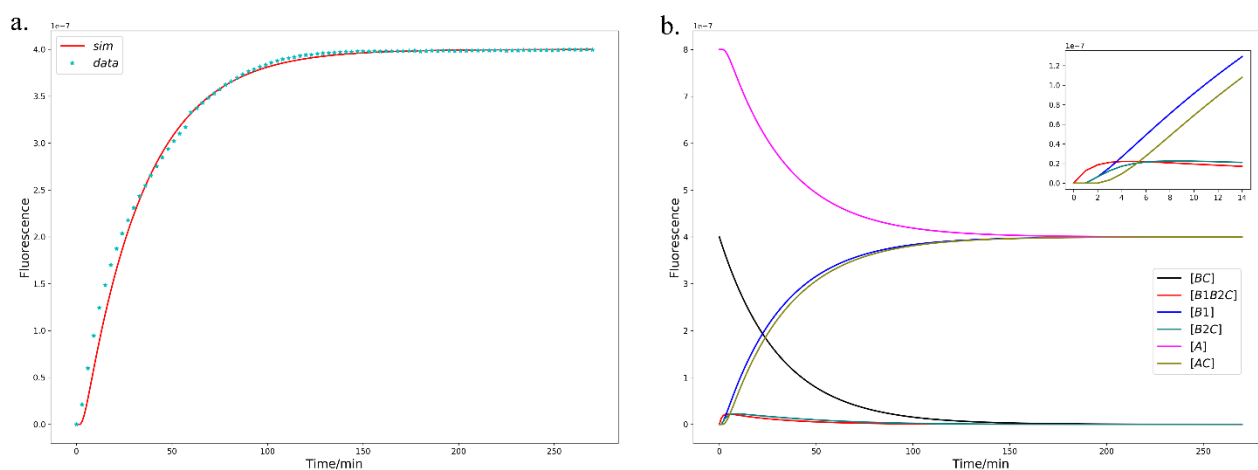 a.
1e−7
4.0
3.5
3.0
2.5
2.0
1.5
1.0
0.5
0.0
Fluorescence
sim
data
0
50
100
150
200
250
Time/min
b.
1e−7
8
7
6
5
4
3
2
1
0
Fluorescence
1e−7
1.2
1.0
0.8
0.6
0.4
0.2
0.0
0 2 4 6 8 10 12 14
[BC]
[B1B2C]
[B1]
[B2C]
[A]
[AC]
0
50
100
150
200
250
Time/min